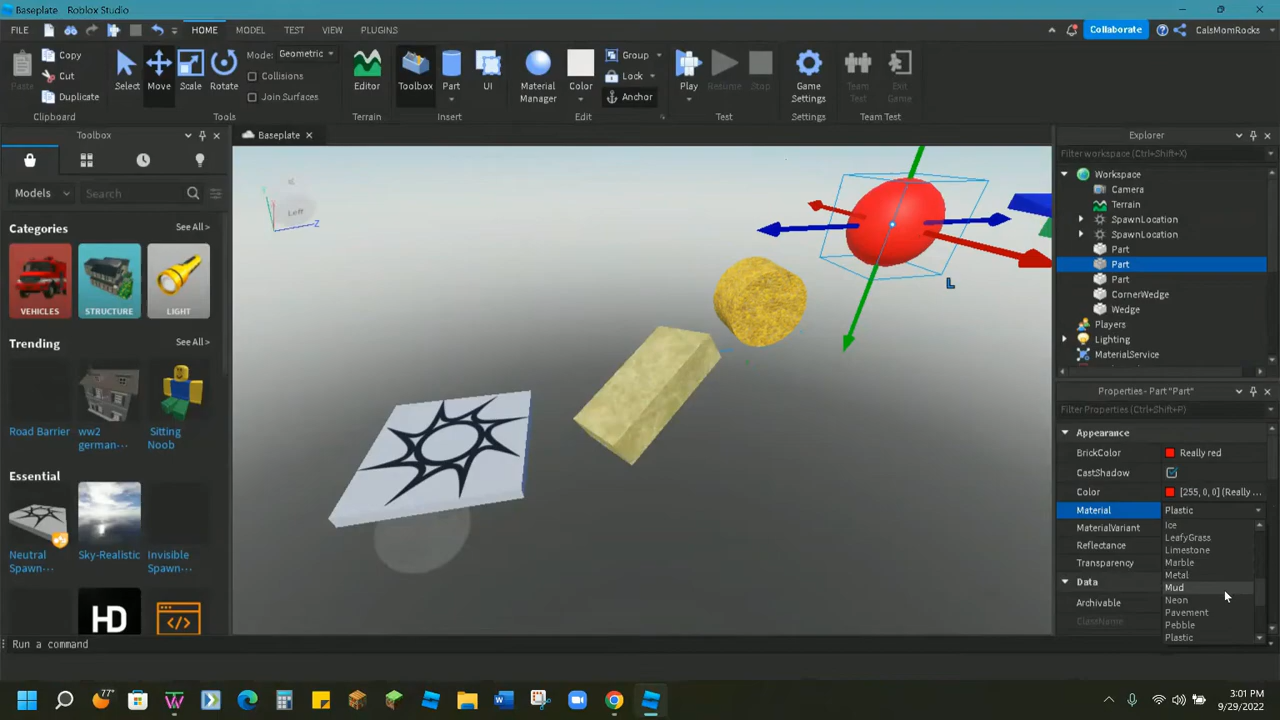 Baseplate - Roblox Studio
FILE HOME MODEL TEST VIEW PLUGINS Collaborate CalsMomRocks
Paste Copy Cut Duplicate
Select Move Scale Rotate
Mode: Geometric
Collisions
Join Surfaces
Editor Toolbox Part UI
Material Manager Color
Group
Lock
Anchor
Play Resume Stop
Game Settings
Team Test
Exit Game
Clipboard Tools Terrain Insert Edit Test Settings Team Test
Toolbox
Baseplate
Explorer
Filter workspace (Ctrl+Shift+X)
Models Search
Categories See All >
VEHICLES STRUCTURE LIGHT
Trending See All >
Road Barrier
ww2 german-...
Sitting Noob
Essential See All >
Neutral Spawn...
Sky-Realistic
Invisible Spawn...
HD
Left
Z
L
Workspace
Camera
Terrain
SpawnLocation
SpawnLocation
Part
Part
Part
CornerWedge
Wedge
Players
Lighting
MaterialService
Properties - Part "Part"
Filter Properties (Ctrl+Shift+P)
Appearance
BrickColor Really red
CastShadow
Color [255, 0, 0] (Really ...
Material Plastic
MaterialVariant
Reflectance
Transparency
Data
Archivable
ClassName
Ice
LeafyGrass
Limestone
Marble
Metal
Mud
Neon
Pavement
Pebble
Plastic
Run a command
77°
3:01 PM
9/29/2022